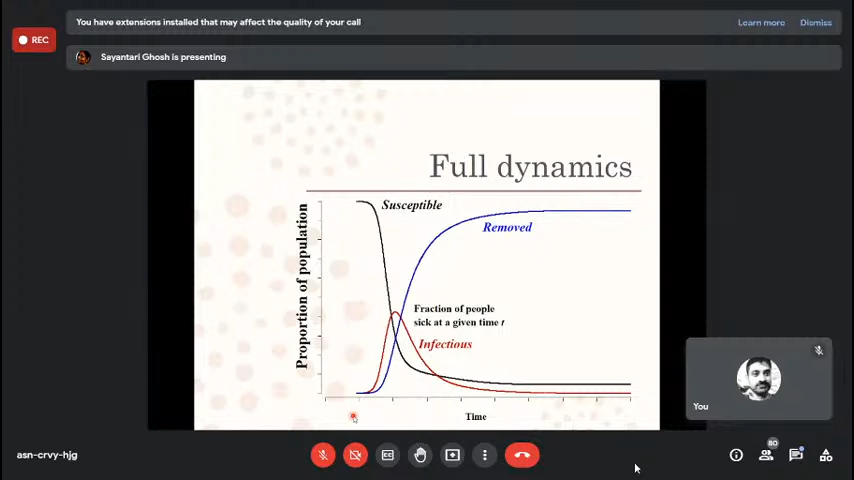 You have extensions installed that may affect the quality of your call
Learn more
Dismiss
REC
Sayantari Ghosh is presenting
Full dynamics
Susceptible
Removed
Proportion of population
Fraction of people
sick at a given time t
Infectious
Time
You
asn-crvy-hjg
CC
80